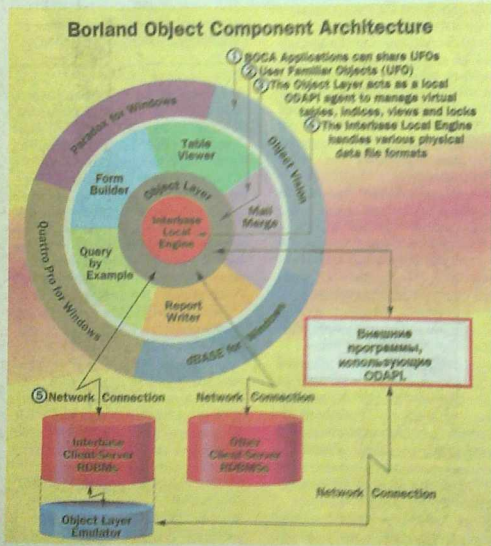 Borland Object Component Architecture
① BOCA Applications can share UFOs
② User Familiar Objects (UFO)
③ The Object Layer acts as a local
ODAPI agent to manage virtual
tables, indices, views and locks
④ The Interbase Local Engine
handles various physical
data file formats
Paradox for Windows
Object Vision
Table
Viewer
Form
Builder
Object Layer
Mail
Merge
Interbase
Local
Engine
Quattro Pro for Windows
Query
by
Example
Report
Writer
dBASE for Windows
Внешние
программы,
использующие
ODAPI.
⑤ Network Connection
Network Connection
Interbase
Client-Server
RDBMs
Other
Client-Server
RDBMSs
Network Connection
Object Layer
Emulator